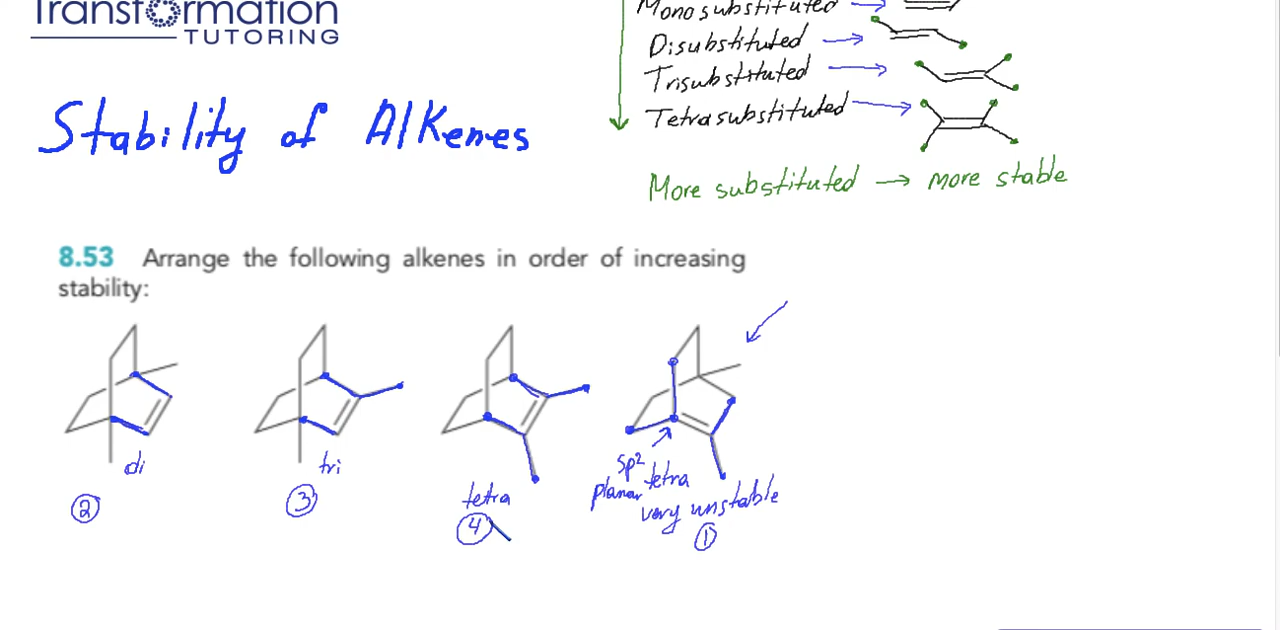 Transformation
TUTORING
Monosubstituted
Disubstituted
Trisubstituted
Tetrasubstituted
More substituted → more stable
Stability of Alkenes
8.53 Arrange the following alkenes in order of increasing
stability:
di
2
tri
3
tetra
4
sp2
planar tetra
very unstable
1